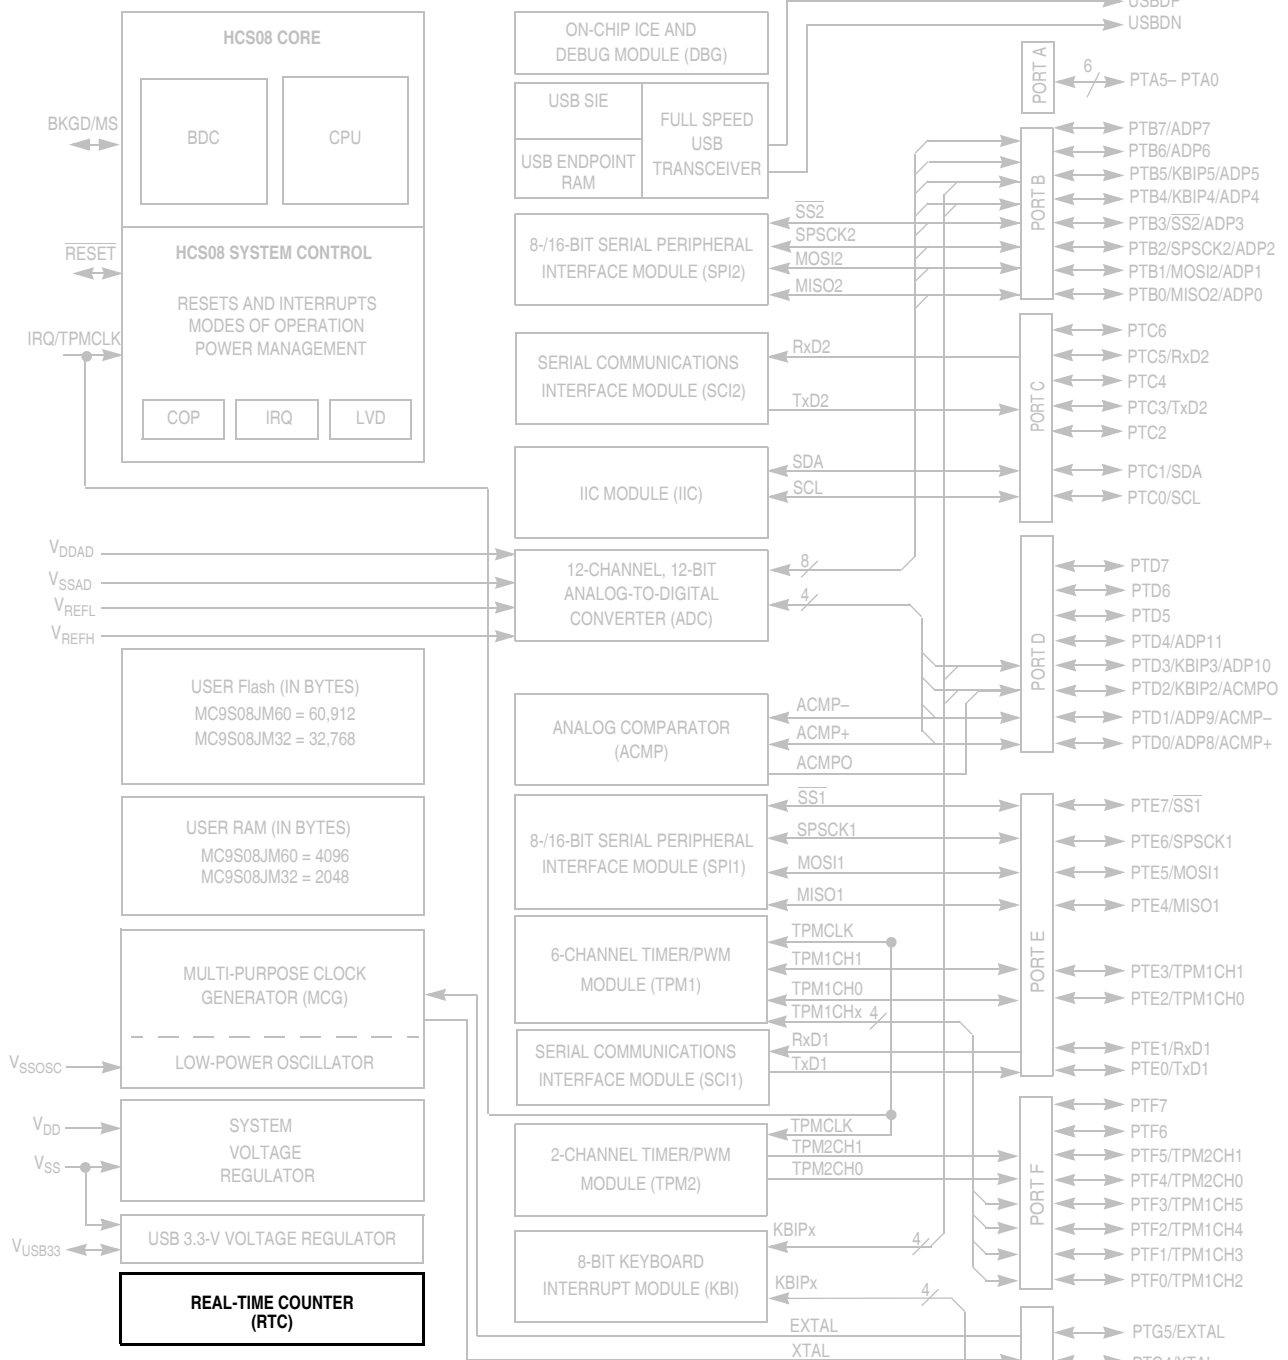 HCS08 CORE
BDC
CPU
BKGD/MS
RESET
HCS08 SYSTEM CONTROL
RESETS AND INTERRUPTS
MODES OF OPERATION
POWER MANAGEMENT
IRQ/TPMCLK
COP
IRQ
LVD
VDDAD
VSSAD
VREFL
VREFH
USER Flash (IN BYTES)
MC9S08JM60 = 60,912
MC9S08JM32 = 32,768
USER RAM (IN BYTES)
MC9S08JM60 = 4096
MC9S08JM32 = 2048
MULTI-PURPOSE CLOCK
GENERATOR (MCG)
LOW-POWER OSCILLATOR
VSSOSC
VDD
VSS
SYSTEM
VOLTAGE
REGULATOR
USB 3.3-V VOLTAGE REGULATOR
VUSB33
REAL-TIME COUNTER
(RTC)
ON-CHIP ICE AND
DEBUG MODULE (DBG)
USB SIE
USB ENDPOINT
RAM
FULL SPEED
USB
TRANSCEIVER
8-/16-BIT SERIAL PERIPHERAL
INTERFACE MODULE (SPI2)
SS2
SPSCK2
MOSI2
MISO2
SERIAL COMMUNICATIONS
INTERFACE MODULE (SCI2)
RxD2
TxD2
IIC MODULE (IIC)
SDA
SCL
12-CHANNEL, 12-BIT
ANALOG-TO-DIGITAL
CONVERTER (ADC)
8
4
ANALOG COMPARATOR
(ACMP)
ACMP–
ACMP+
ACMPO
8-/16-BIT SERIAL PERIPHERAL
INTERFACE MODULE (SPI1)
SS1
SPSCK1
MOSI1
MISO1
6-CHANNEL TIMER/PWM
MODULE (TPM1)
TPMCLK
TPM1CH1
TPM1CH0
TPM1CHx 4
SERIAL COMMUNICATIONS
INTERFACE MODULE (SCI1)
RxD1
TxD1
2-CHANNEL TIMER/PWM
MODULE (TPM2)
TPMCLK
TPM2CH1
TPM2CH0
8-BIT KEYBOARD
INTERRUPT MODULE (KBI)
KBIPx
4
KBIPx
4
EXTAL
XTAL
USBDP
USBDN
PORT A
6
PTA5– PTA0
PORT B
PTB7/ADP7
PTB6/ADP6
PTB5/KBIP5/ADP5
PTB4/KBIP4/ADP4
PTB3/SS2/ADP3
PTB2/SPSCK2/ADP2
PTB1/MOSI2/ADP1
PTB0/MISO2/ADP0
PORT C
PTC6
PTC5/RxD2
PTC4
PTC3/TxD2
PTC2
PTC1/SDA
PTC0/SCL
PORT D
PTD7
PTD6
PTD5
PTD4/ADP11
PTD3/KBIP3/ADP10
PTD2/KBIP2/ACMPO
PTD1/ADP9/ACMP–
PTD0/ADP8/ACMP+
PORT E
PTE7/SS1
PTE6/SPSCK1
PTE5/MOSI1
PTE4/MISO1
PTE3/TPM1CH1
PTE2/TPM1CH0
PTE1/RxD1
PTE0/TxD1
PORT F
PTF7
PTF6
PTF5/TPM2CH1
PTF4/TPM2CH0
PTF3/TPM1CH5
PTF2/TPM1CH4
PTF1/TPM1CH3
PTF0/TPM1CH2
PTG5/EXTAL